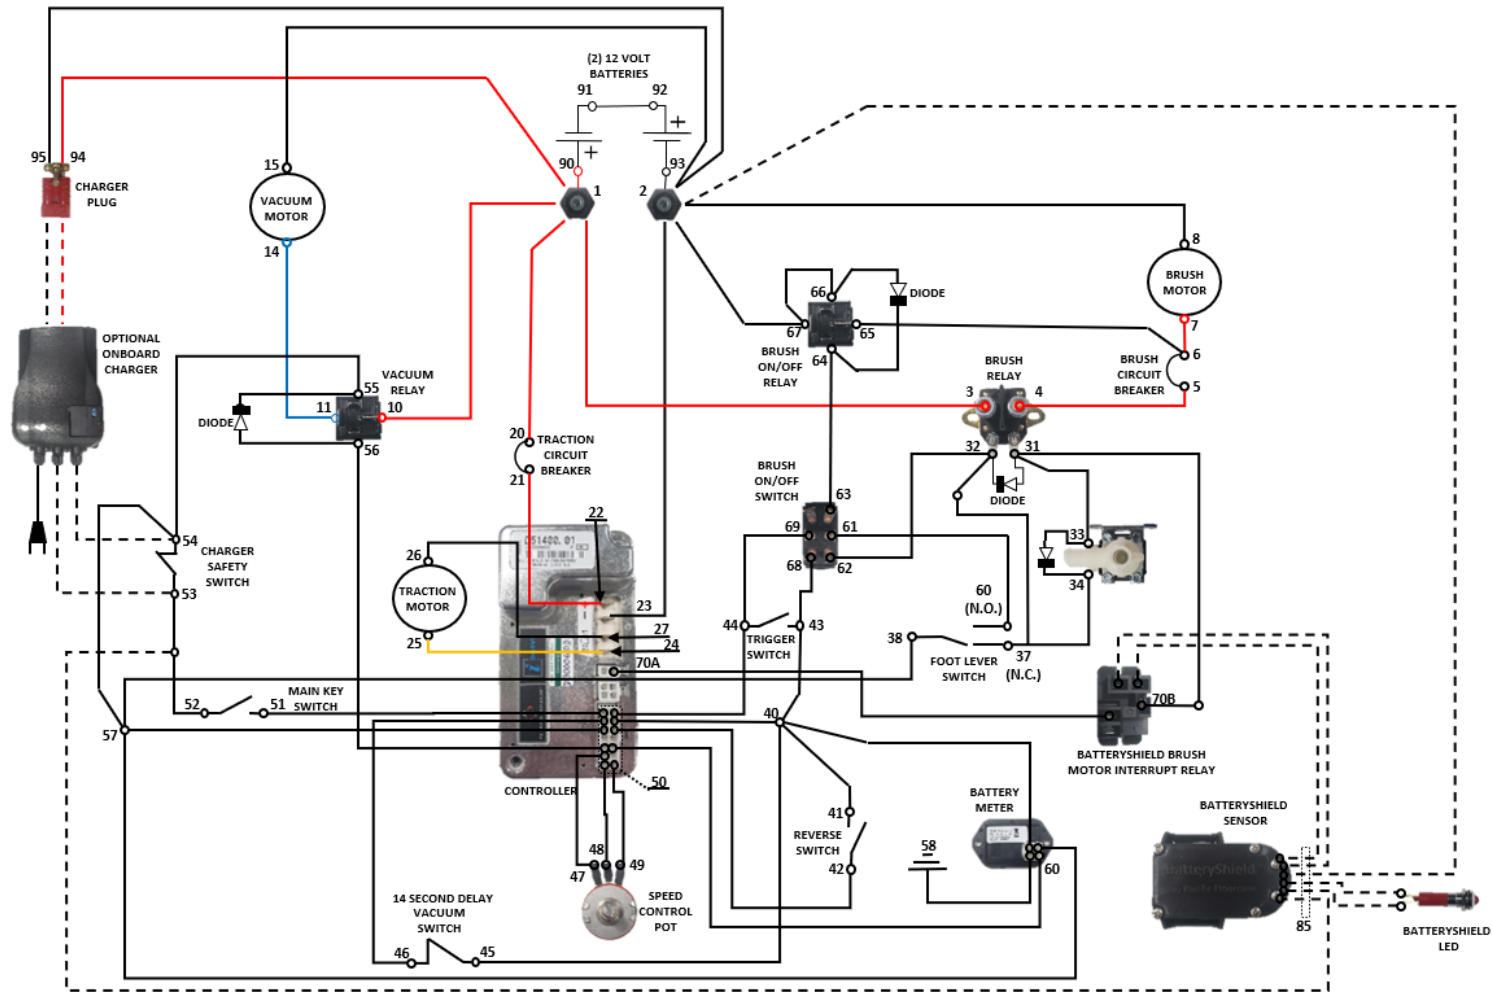 (2) 12 VOLT
BATTERIES
91
92
+
+
90
93
1
2
95
94
CHARGER
PLUG
15
VACUUM
MOTOR
14
8
BRUSH
MOTOR
7
66
DIODE
67
65
64
BRUSH
ON/OFF
RELAY
6
BRUSH
CIRCUIT
BREAKER
5
OPTIONAL
ONBOARD
CHARGER
VACUUM
RELAY
55
11
10
56
DIODE
BRUSH
RELAY
3
4
32
31
DIODE
20
TRACTION
CIRCUIT
BREAKER
21
BRUSH
ON/OFF
SWITCH
63
69
61
68
62
22
51400.01
26
TRACTION
MOTOR
25
23
27
24
70A
33
34
54
CHARGER
SAFETY
SWITCH
53
60
(N.O.)
44
43
TRIGGER
SWITCH
38
FOOT LEVER
SWITCH
37
(N.C.)
70B
BATTERYSHIELD BRUSH
MOTOR INTERRUPT RELAY
52
51
MAIN KEY
SWITCH
57
40
50
CONTROLLER
BATTERY
METER
60
58
41
REVERSE
SWITCH
42
BATTERYSHIELD
SENSOR
BatteryShield
85
BATTERYSHIELD
LED
47
48
49
SPEED
CONTROL
POT
14 SECOND DELAY
VACUUM
SWITCH
46
45